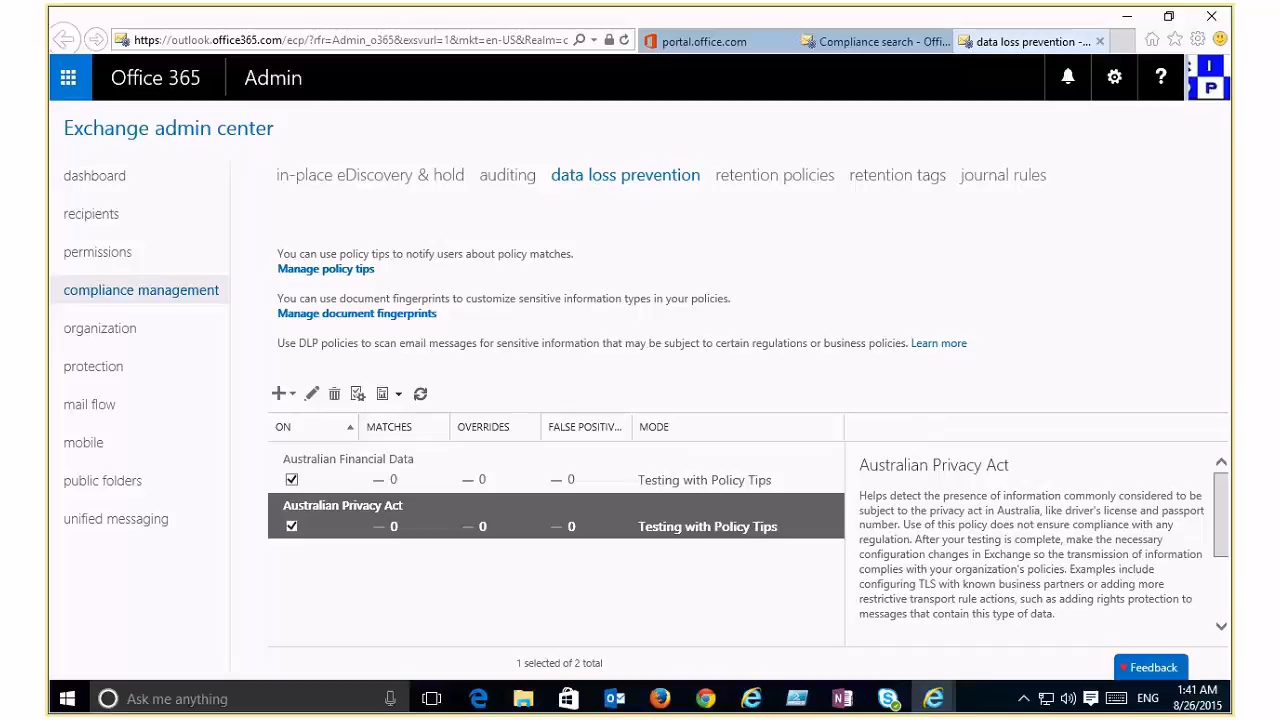 https://outlook.office365.com/ecp/?rfr=Admin_o365&exsvurl=1&mkt=en-US&Realm=c
portal.office.com
Compliance search - Offi...
data loss prevention -...
Office 365
Admin
?
I
P
Exchange admin center
dashboard
recipients
permissions
compliance management
organization
protection
mail flow
mobile
public folders
unified messaging
in-place eDiscovery & hold auditing data loss prevention retention policies retention tags journal rules
You can use policy tips to notify users about policy matches.
Manage policy tips
You can use document fingerprints to customize sensitive information types in your policies.
Manage document fingerprints
Use DLP policies to scan email messages for sensitive information that may be subject to certain regulations or business policies. Learn more
ON MATCHES OVERRIDES FALSE POSITIV... MODE
Australian Financial Data
— 0 — 0 — 0 Testing with Policy Tips
Australian Privacy Act
— 0 — 0 — 0 Testing with Policy Tips
1 selected of 2 total
Australian Privacy Act
Helps detect the presence of information commonly considered to be
subject to the privacy act in Australia, like driver's license and passport
number. Use of this policy does not ensure compliance with any
regulation. After your testing is complete, make the necessary
configuration changes in Exchange so the transmission of information
complies with your organization's policies. Examples include
configuring TLS with known business partners or adding more
restrictive transport rule actions, such as adding rights protection to
messages that contain this type of data.
Feedback
Ask me anything
ENG
1:41 AM
8/26/2015